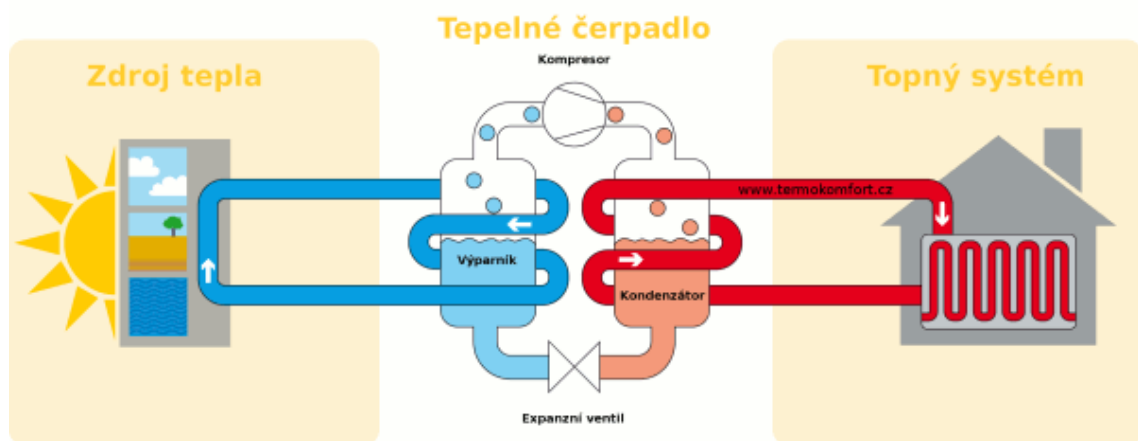 Tepelné čerpadlo
Zdroj tepla
Kompresor
Topný systém
www.termokomfort.cz
Výparník
Kondenzátor
Expanzní ventil